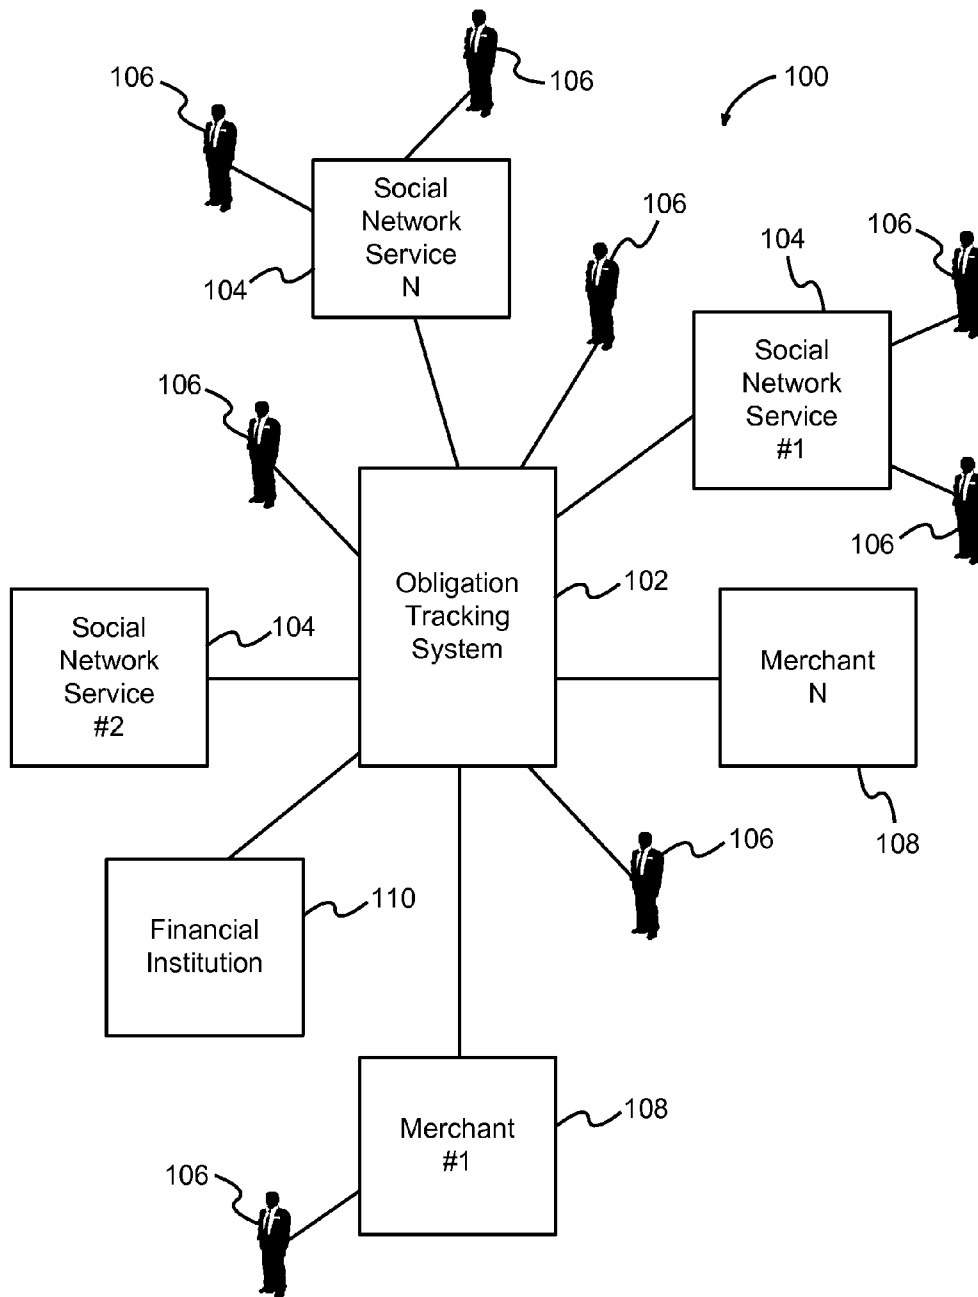 106
106
100
Social
Network
Service
N
104
106
104
106
Social
Network
Service
#1
106
106
Obligation
Tracking
System
102
Social
Network
Service
#2
104
Merchant
N
108
106
Financial
Institution
110
Merchant
#1
108
106